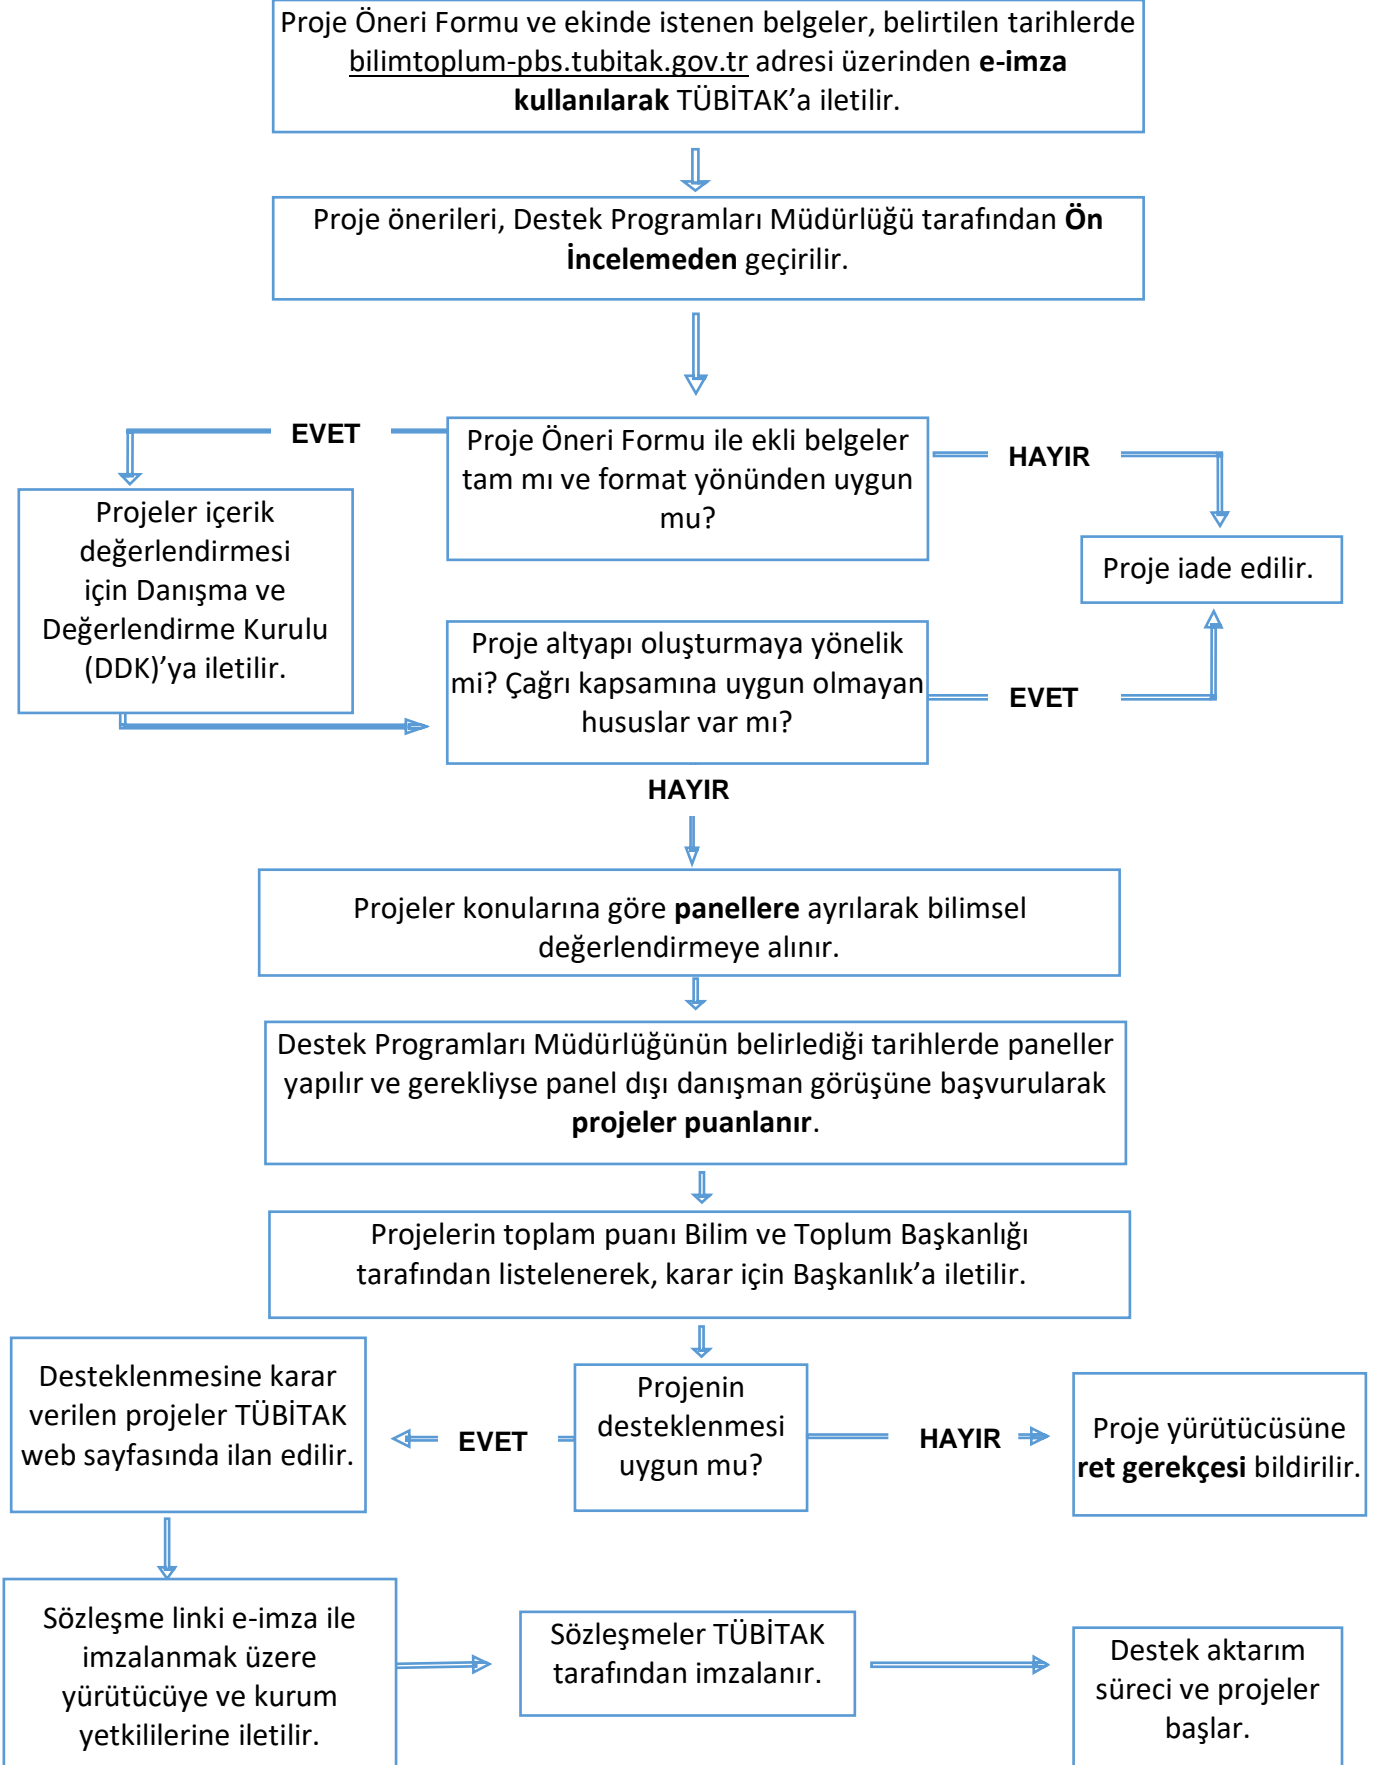 Proje Öneri Formu ve ekinde istenen belgeler, belirtilen tarihlerde
bilimtoplum-pbs.tubitak.gov.tr adresi üzerinden e-imza
kullanılarak TÜBİTAK’a iletilir.
Proje önerileri, Destek Programları Müdürlüğü tarafından Ön
İncelemeden geçirilir.
EVET
Proje Öneri Formu ile ekli belgeler
tam mı ve format yönünden uygun
mu?
HAYIR
Projeler içerik
değerlendirmesi
için Danışma ve
Değerlendirme Kurulu
(DDK)’ya iletilir.
Proje iade edilir.
Proje altyapı oluşturmaya yönelik
mi? Çağrı kapsamına uygun olmayan
hususlar var mı?
EVET
HAYIR
Projeler konularına göre panellere ayrılarak bilimsel
değerlendirmeye alınır.
Destek Programları Müdürlüğünün belirlediği tarihlerde paneller
yapılır ve gerekliyse panel dışı danışman görüşüne başvurularak
projeler puanlanır.
Projelerin toplam puanı Bilim ve Toplum Başkanlığı
tarafından listelenerek, karar için Başkanlık’a iletilir.
Desteklenmesine karar
verilen projeler TÜBİTAK
web sayfasında ilan edilir.
EVET
Projenin
desteklenmesi
uygun mu?
HAYIR
Proje yürütücüsüne
ret gerekçesi bildirilir.
Sözleşme linki e-imza ile
imzalanmak üzere
yürütücüye ve kurum
yetkililerine iletilir.
Sözleşmeler TÜBİTAK
tarafından imzalanır.
Destek aktarım
süreci ve projeler
başlar.